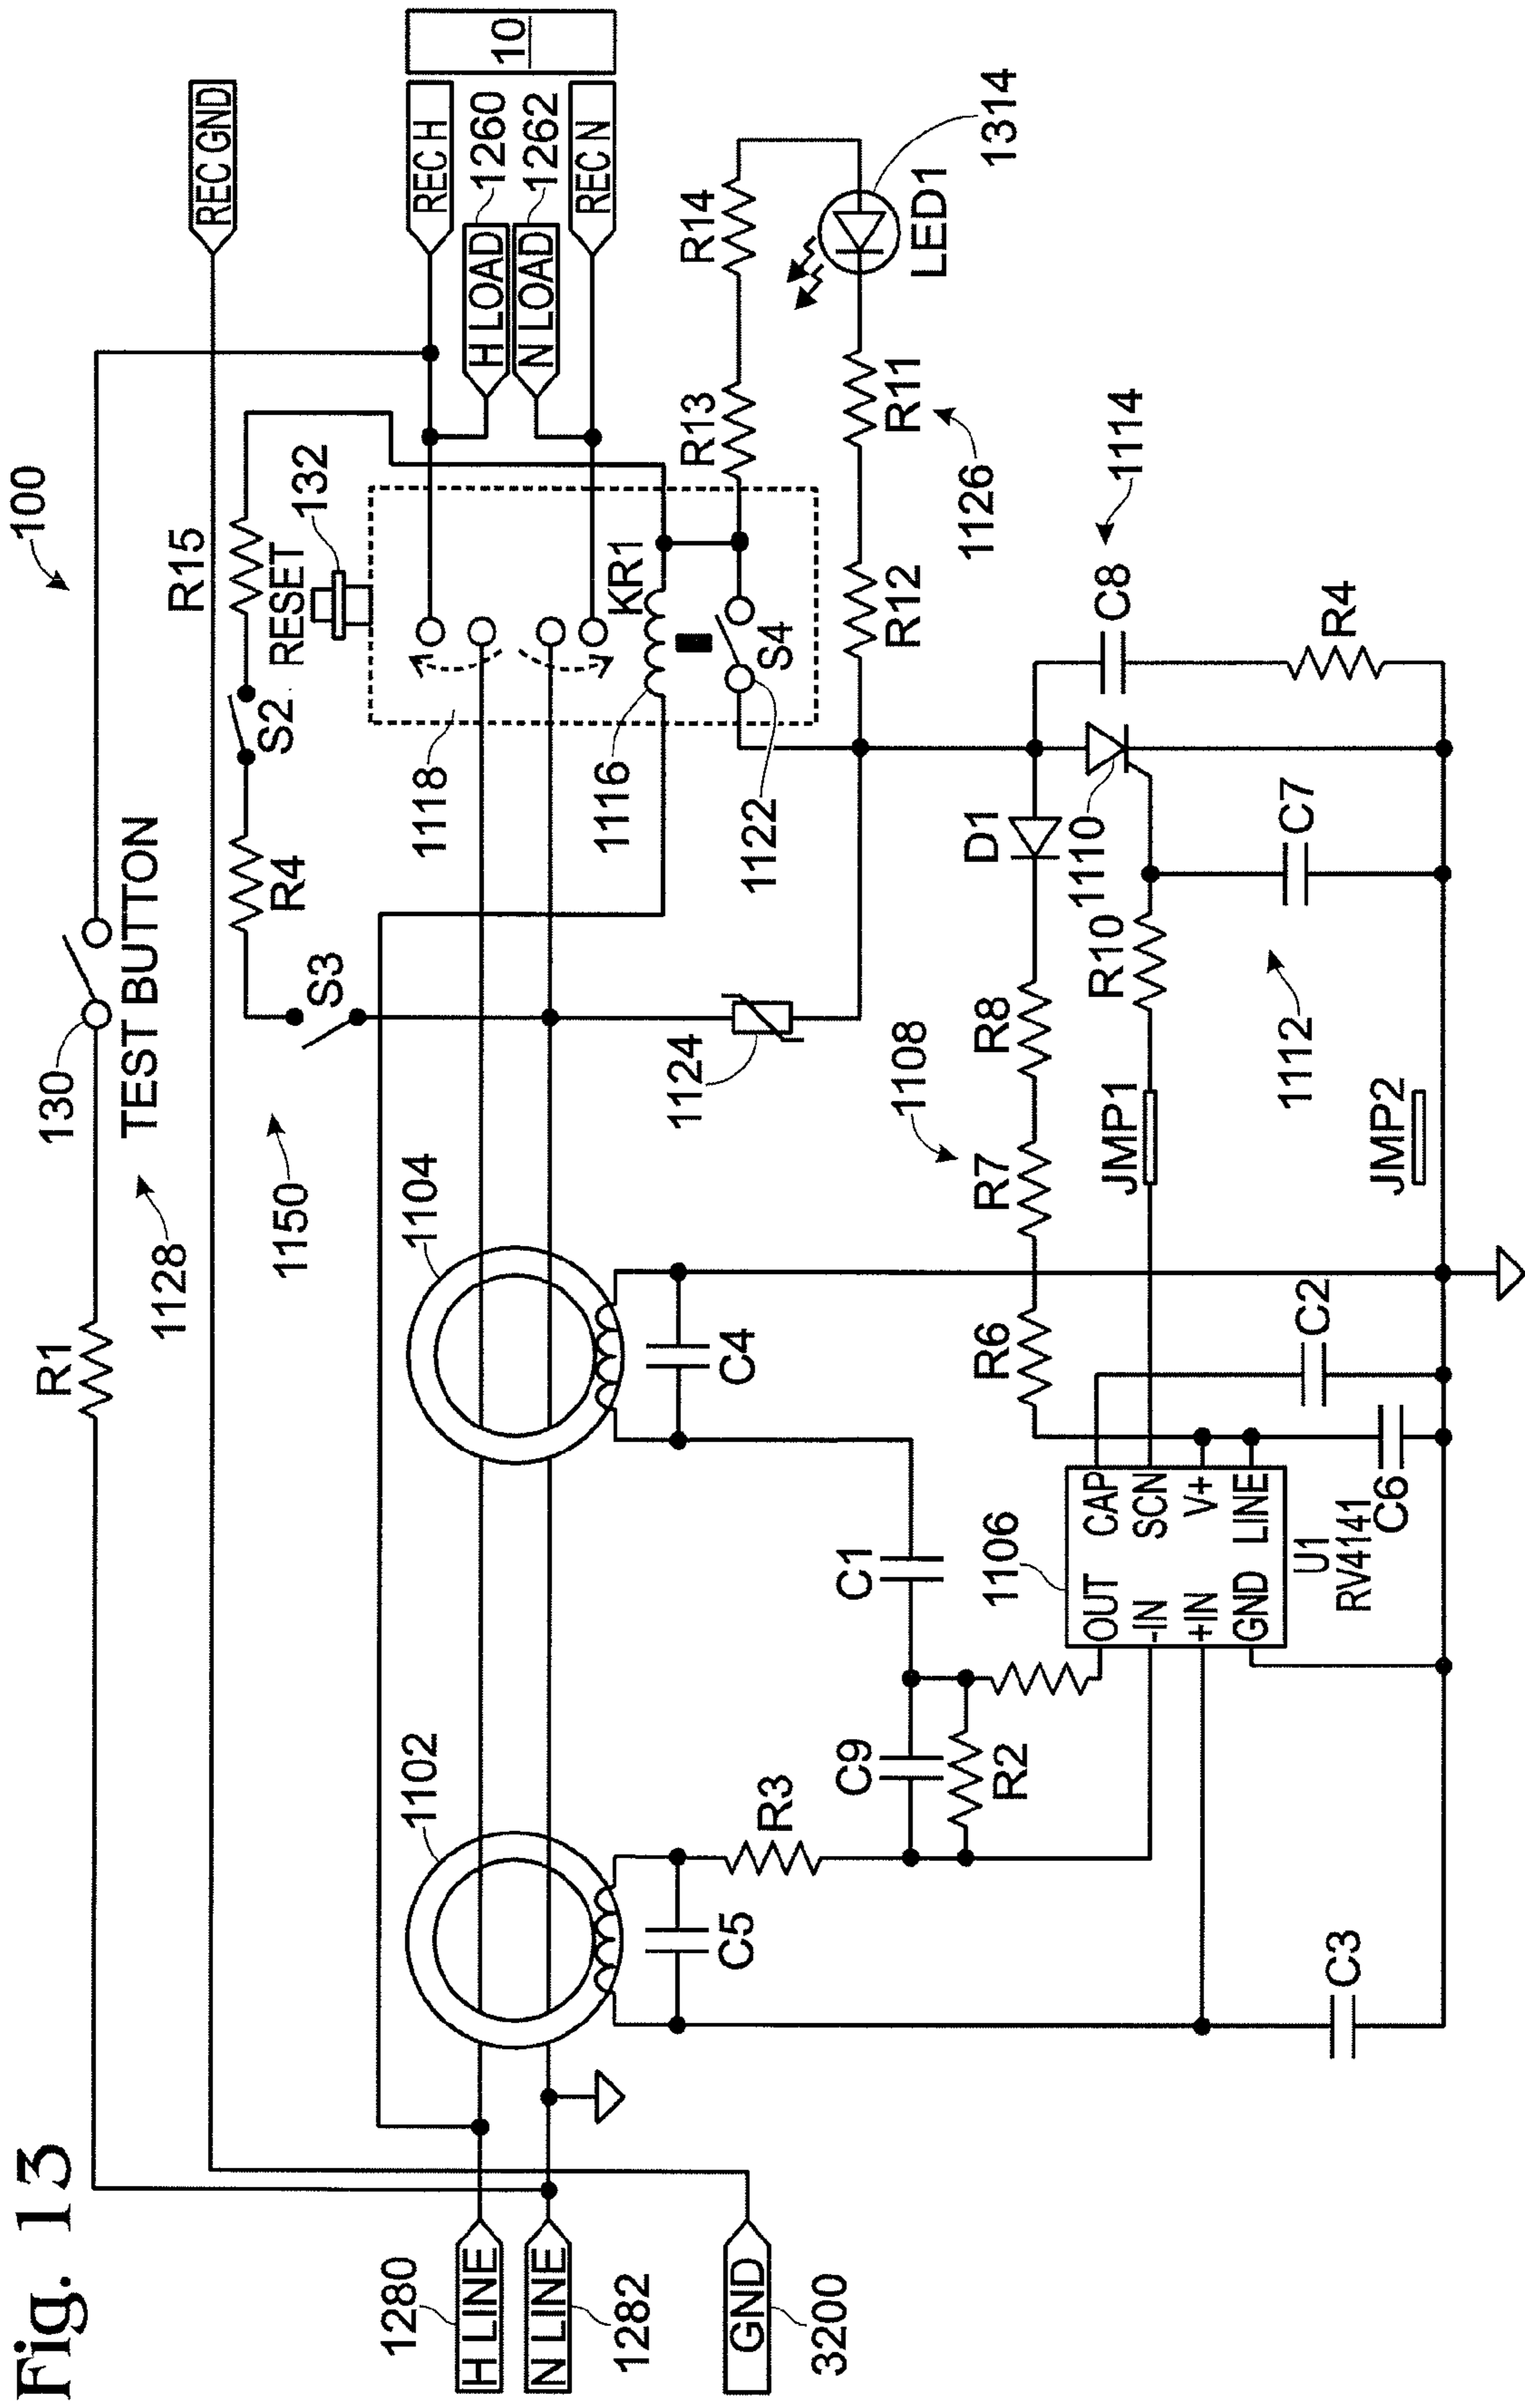 Fig. 13
100
R1
130
TEST BUTTON
1128
REC GND
R15
S2
R4
S3
1150
RESET
132
10
REC H
H LOAD
1260
N LOAD
1262
REC N
1118
KR1
1116
S4
1122
1104
1102
1280
H LINE
N LINE
1282
GND
3200
1124
R13
R14
LED1
1314
R11
R12
1126
C4
C5
R3
C9
R2
C1
1106
OUT
-IN
+IN
GND
CAP
SCN
V+
LINE
U1
RV4141
R6
R7
R8
1108
D1
1110
C8
1114
R4
JMP1
R10
C7
1112
JMP2
C2
C6
C3